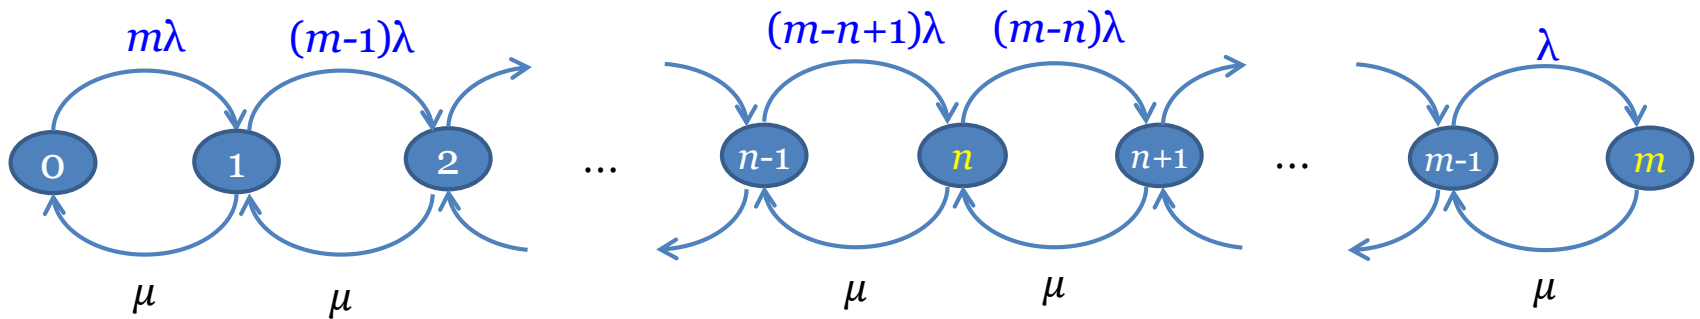 mλ (m-1)λ (m-n+1)λ (m-n)λ λ
0 1 2 ... n-1 n n+1 ... m-1 m
μ μ μ μ μ